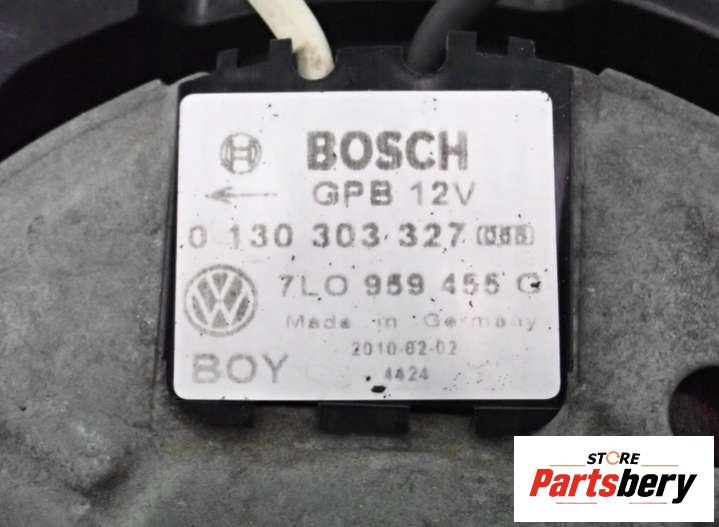 BOSCH
GPB 12V
0 130 303 327
7L0 959 455 G
Made in Germany
2010-02-02
BOY
4424
STORE
Partsbery